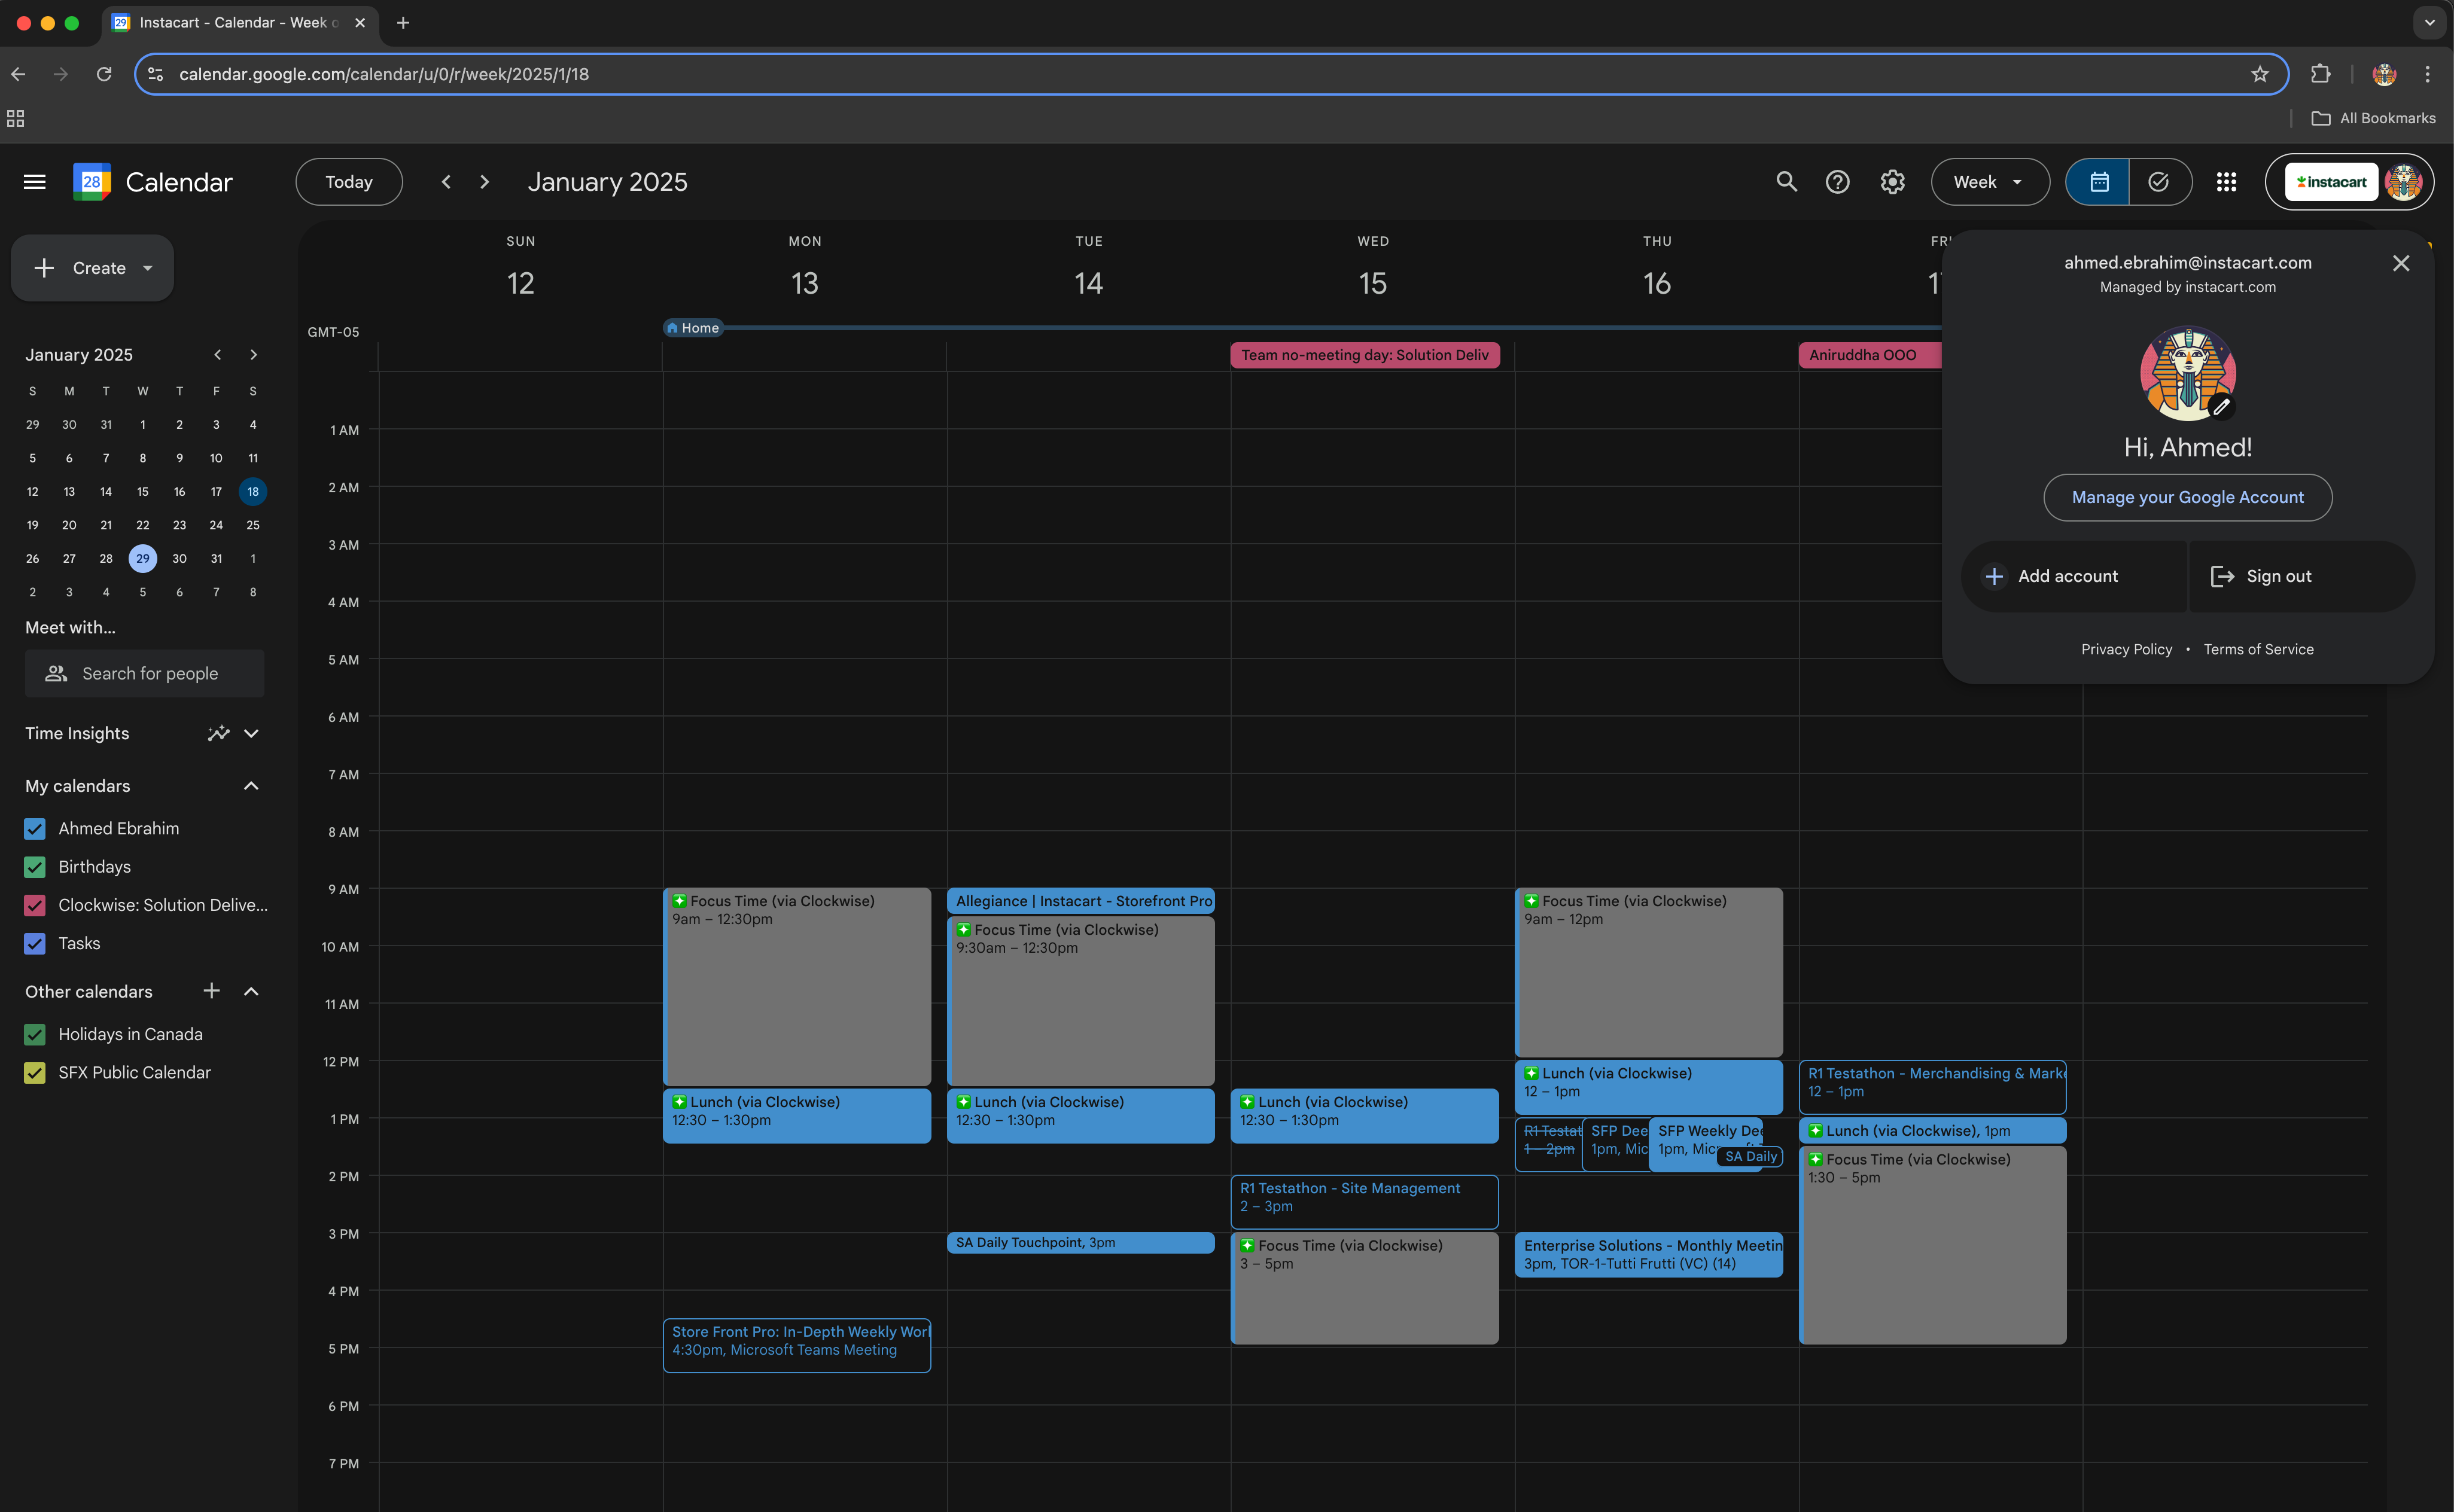 Instacart - Calendar - Week o
calendar.google.com/calendar/u/0/r/week/2025/1/18
All Bookmarks
28
Calendar
Today
January 2025
Week
instacart
Create
January 2025
S M T W T F S
29 30 31 1 2 3 4
5 6 7 8 9 10 11
12 13 14 15 16 17 18
19 20 21 22 23 24 25
26 27 28 29 30 31 1
2 3 4 5 6 7 8
Meet with...
Search for people
Time Insights
My calendars
Ahmed Ebrahim
Birthdays
Clockwise: Solution Delive...
Tasks
Other calendars
Holidays in Canada
SFX Public Calendar
SUN MON TUE WED THU
12 13 14 15 16
GMT-05
Home
Team no-meeting day: Solution Deliv
Aniruddha OOO
1 AM
2 AM
3 AM
4 AM
5 AM
6 AM
7 AM
8 AM
9 AM
10 AM
11 AM
12 PM
1 PM
2 PM
3 PM
4 PM
5 PM
6 PM
7 PM
Focus Time (via Clockwise)
9am – 12:30pm
Lunch (via Clockwise)
12:30 – 1:30pm
Store Front Pro: In-Depth Weekly Worl
4:30pm, Microsoft Teams Meeting
Allegiance | Instacart - Storefront Pro
Focus Time (via Clockwise)
9:30am – 12:30pm
Lunch (via Clockwise)
12:30 – 1:30pm
SA Daily Touchpoint, 3pm
Lunch (via Clockwise)
12:30 – 1:30pm
R1 Testathon - Site Management
2 – 3pm
Focus Time (via Clockwise)
3 – 5pm
Focus Time (via Clockwise)
9am – 12pm
Lunch (via Clockwise)
12 – 1pm
R1 Testat
1 – 2pm
SFP Dee
1pm, Mic
SFP Weekly Dee
1pm, Mic
SA Daily
Enterprise Solutions - Monthly Meetin
3pm, TOR-1-Tutti Frutti (VC) (14)
R1 Testathon - Merchandising & Marke
12 – 1pm
Lunch (via Clockwise), 1pm
Focus Time (via Clockwise)
1:30 – 5pm
ahmed.ebrahim@instacart.com
Managed by instacart.com
Hi, Ahmed!
Manage your Google Account
Add account
Sign out
Privacy Policy • Terms of Service